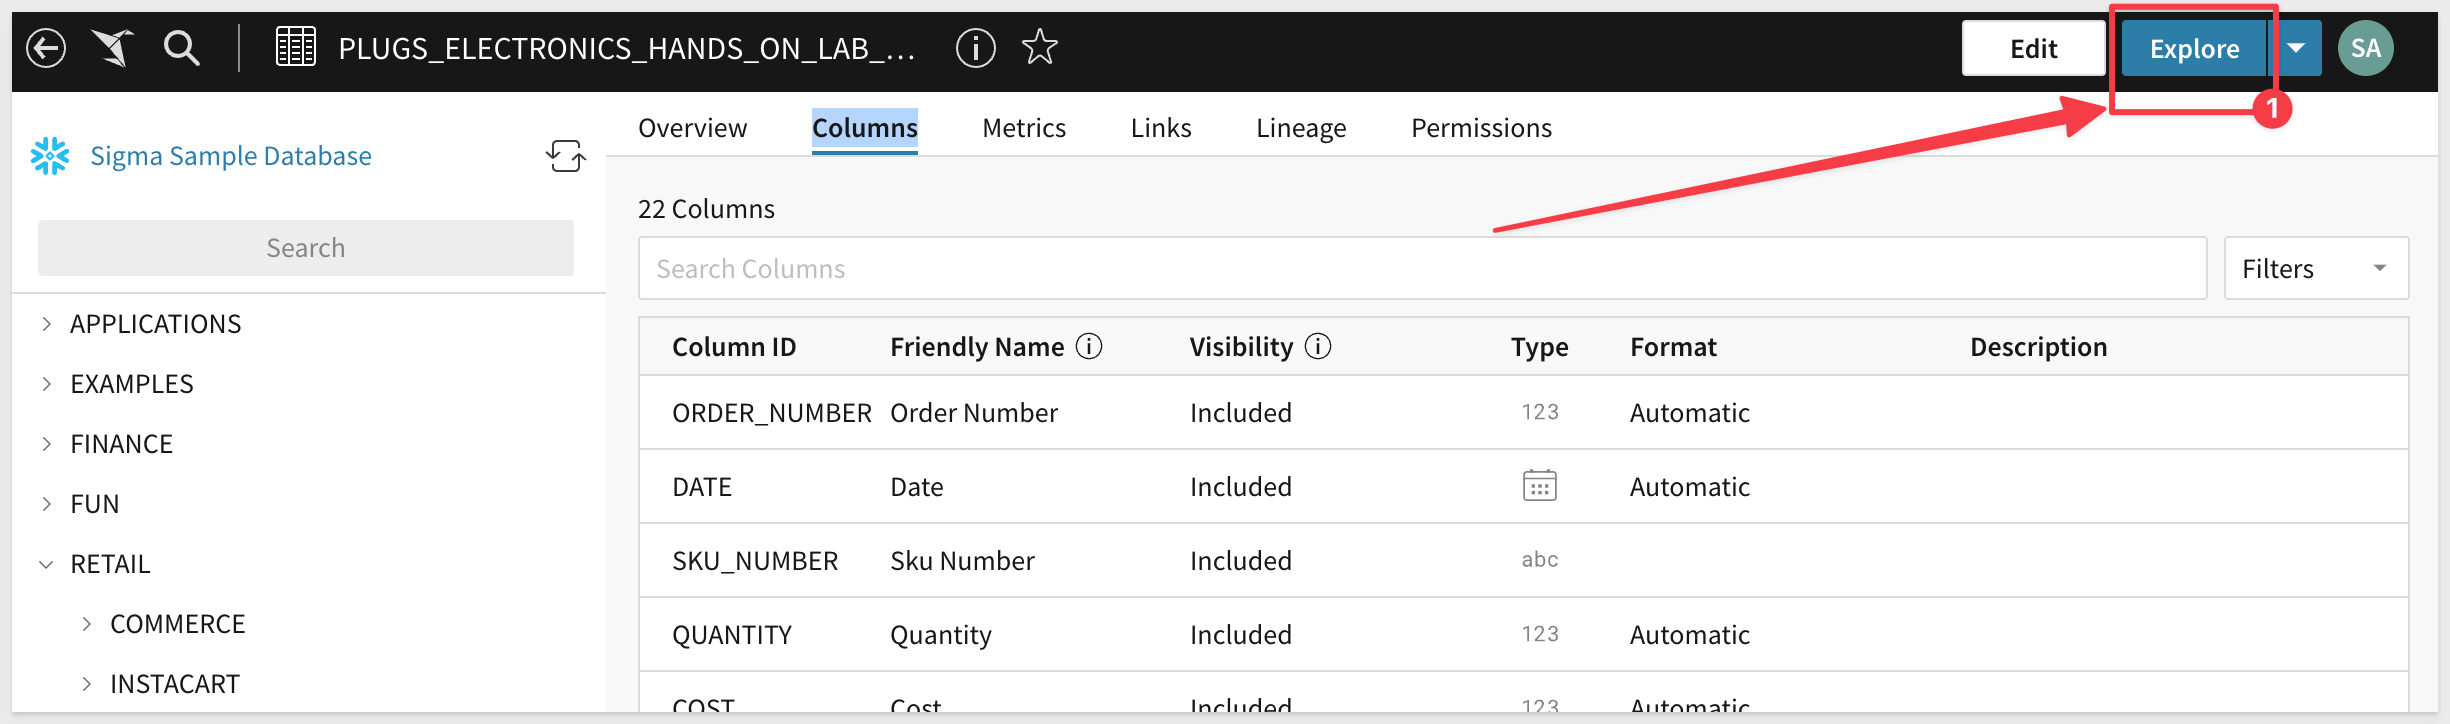 PLUGS_ELECTRONICS_HANDS_ON_LAB_...
Edit
Explore
SA
1
Sigma Sample Database
Search
APPLICATIONS
EXAMPLES
FINANCE
FUN
RETAIL
COMMERCE
INSTACART
Overview Columns Metrics Links Lineage Permissions
22 Columns
Search Columns
Filters
Column ID Friendly Name Visibility Type Format Description
ORDER_NUMBER Order Number Included 123 Automatic
DATE Date Included Automatic
SKU_NUMBER Sku Number Included abc
QUANTITY Quantity Included 123 Automatic
COST Cost Included 123 Automatic